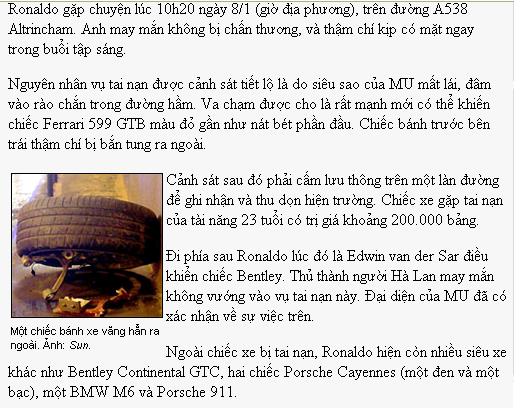 Ronaldo gặp chuyện lúc 10h20 ngày 8/1 (giờ địa phương), trên đường A538
Altrincham. Anh may mắn không bị chấn thương, và thậm chí kịp có mặt ngay
trong buổi tập sáng.
Nguyên nhân vụ tai nạn được cảnh sát tiết lộ là do siêu sao của MU mất lái, đâm
vào rào chắn trong đường hầm. Va chạm được cho là rất mạnh mới có thể khiến
chiếc Ferrari 599 GTB màu đỏ gần như nát bét phần đầu. Chiếc bánh trước bên
trái thậm chí bị bắn tung ra ngoài.
Cảnh sát sau đó phải cấm lưu thông trên một làn đường
để ghi nhận và thu dọn hiện trường. Chiếc xe gặp tai nạn
của tài năng 23 tuổi có trị giá khoảng 200.000 bảng.
Đi phía sau Ronaldo lúc đó là Edwin van der Sar điều
khiển chiếc Bentley. Thủ thành người Hà Lan may mắn
không vướng vào vụ tai nạn này. Đại diện của MU đã có
xác nhận về sự việc trên.
Một chiếc bánh xe văng hẳn ra
ngoài. Ảnh: Sun.
Ngoài chiếc xe bị tai nạn, Ronaldo hiện còn nhiều siêu xe
khác như Bentley Continental GTC, hai chiếc Porsche Cayennes (một đen và một
bạc), một BMW M6 và Porsche 911.